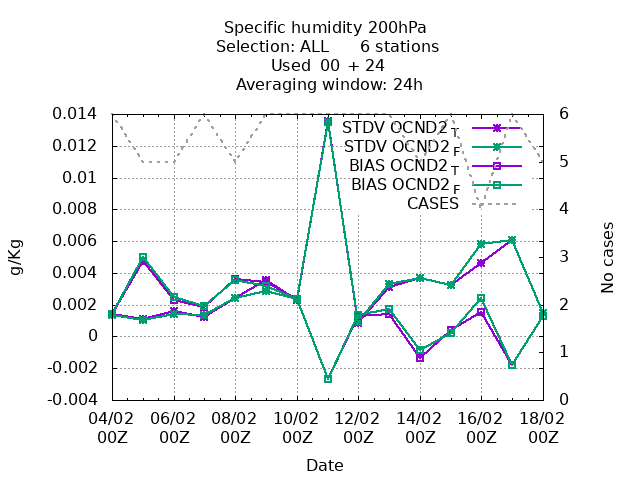 Specific humidity 200hPa
Selection: ALL 6 stations
Used 00 + 24
Averaging window: 24h
STDV OCND2 T
STDV OCND2 F
BIAS OCND2 T
BIAS OCND2 F
CASES
g/Kg
0.014
0.012
0.01
0.008
0.006
0.004
0.002
0
-0.002
-0.004
No cases
6
5
4
3
2
1
0
04/02 06/02 08/02 10/02 12/02 14/02 16/02 18/02
00Z 00Z 00Z 00Z 00Z 00Z 00Z 00Z
Date